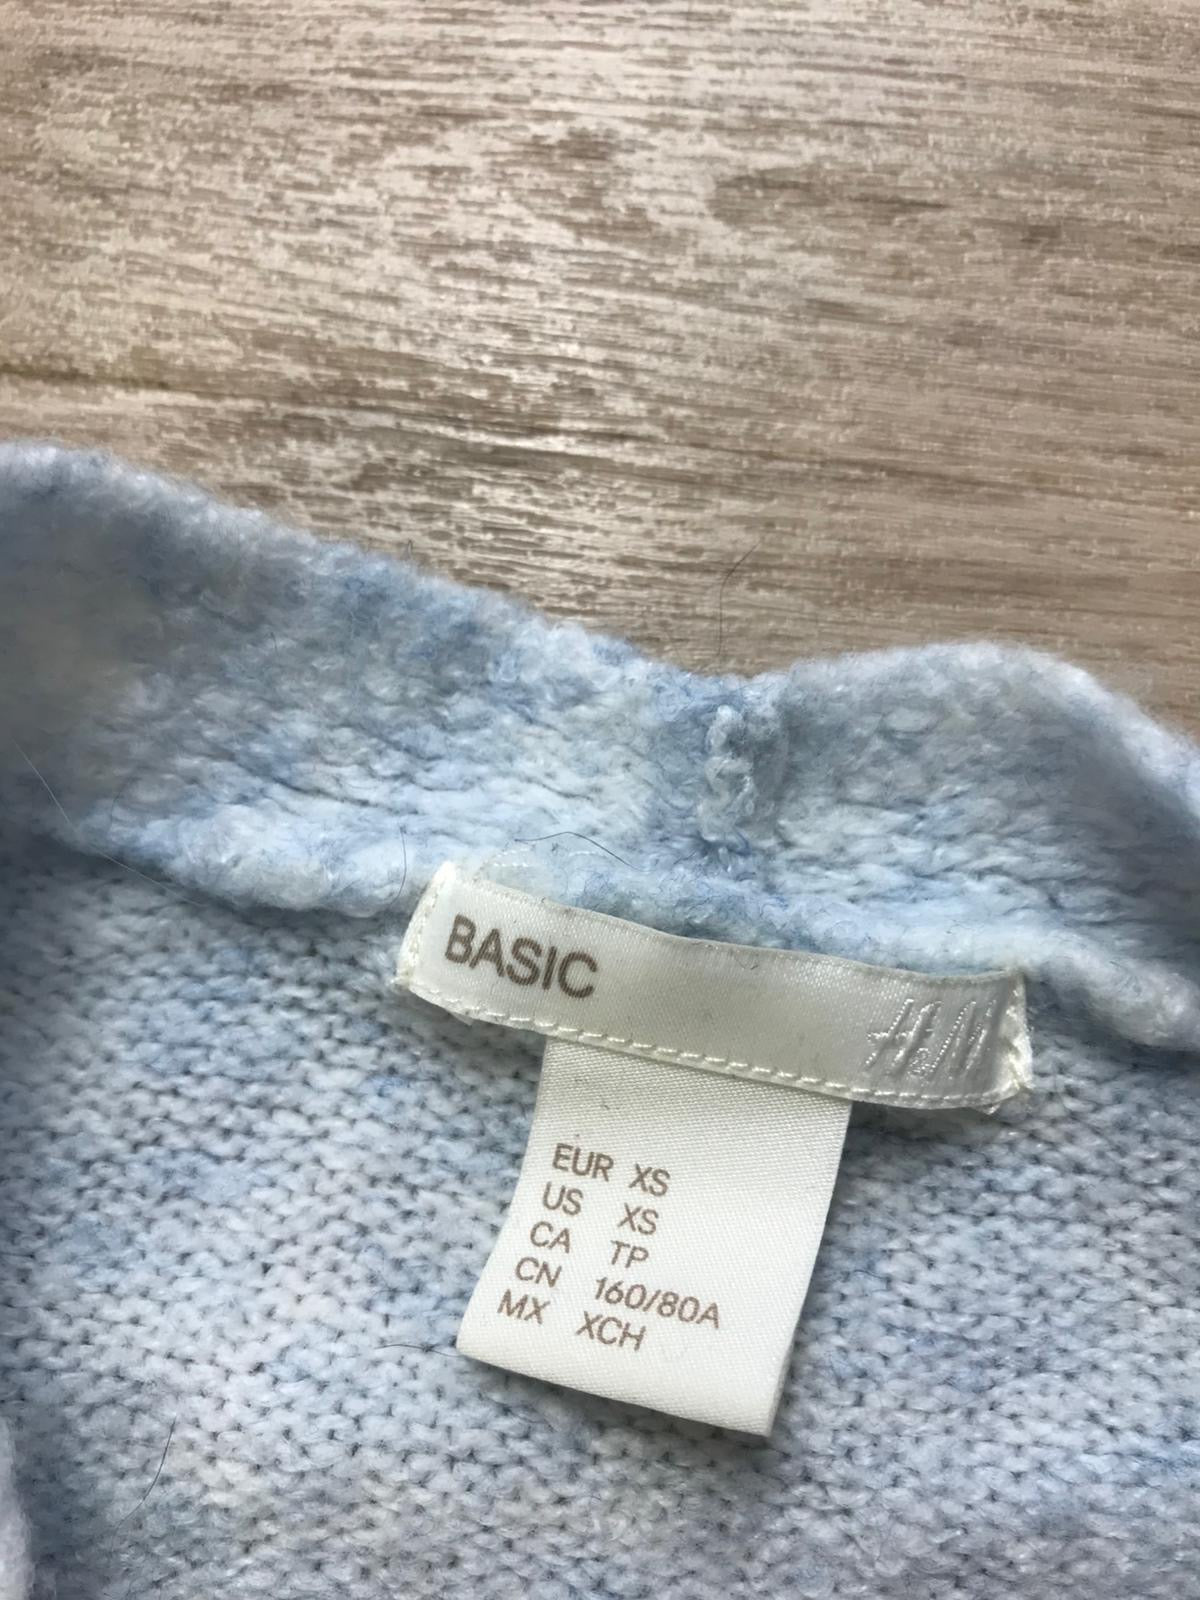 BASIC
H&M
EUR XS
US XS
CA TP
CN 160/80A
MX XCH